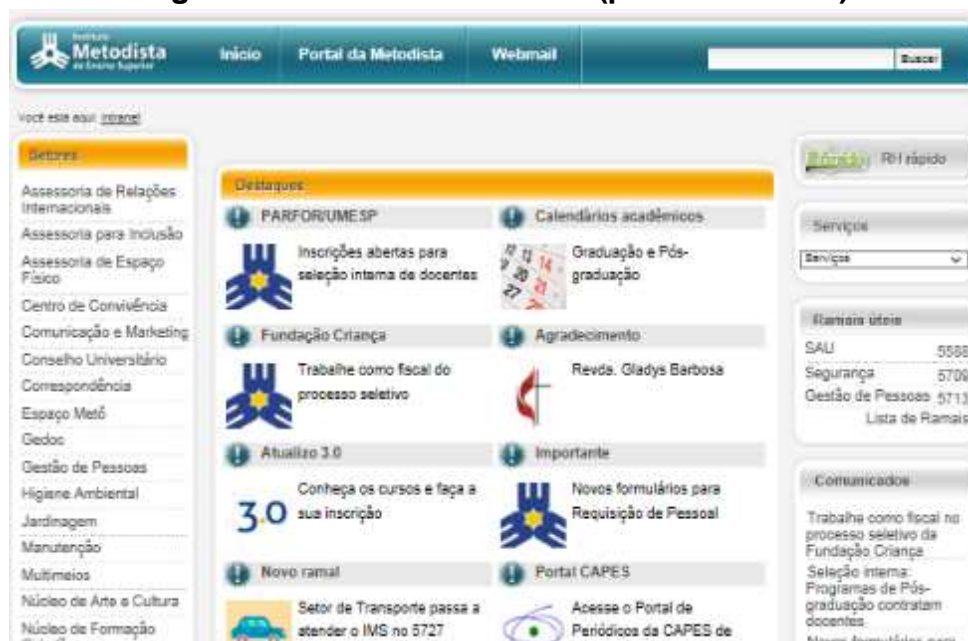 Instituto
Metodista
de Ensino Superior
Início
Portal da Metodista
Webmail
Buscar
você está aqui: intranet
Setores
Assessoria de Relações
Internacionais
Assessoria para Inclusão
Assessoria de Espaço
Físico
Centro de Convivência
Comunicação e Marketing
Conselho Universitário
Correspondência
Espaço Metô
Gedoc
Gestão de Pessoas
Higiene Ambiental
Jardinagem
Manutenção
Multimeios
Núcleo de Arte e Cultura
Núcleo de Formação
Destaques
PARFOR/UMESP
Inscrições abertas para
seleção interna de docentes
Calendários acadêmicos
Graduação e Pós-
graduação
Fundação Criança
Trabalhe como fiscal do
processo seletivo
Agradecimento
Revda. Gladys Barbosa
Atualizo 3.0
3.0
Conheça os cursos e faça a
sua inscrição
Importante
Novos formulários para
Requisição de Pessoal
Novo ramal
Setor de Transporte passa a
atender o IMS no 5727
Portal CAPES
Acesse o Portal de
Periódicos da CAPES de
RH rápido
Serviços
Serviços
Ramais úteis
SAU 5588
Segurança 5709
Gestão de Pessoas 5713
Lista de Ramais
Comunicados
Trabalhe como fiscal no
processo seletivo da
Fundação Criança
Seleção interna:
Programas de Pós-
graduação contratam
docentes
Novos formulários para